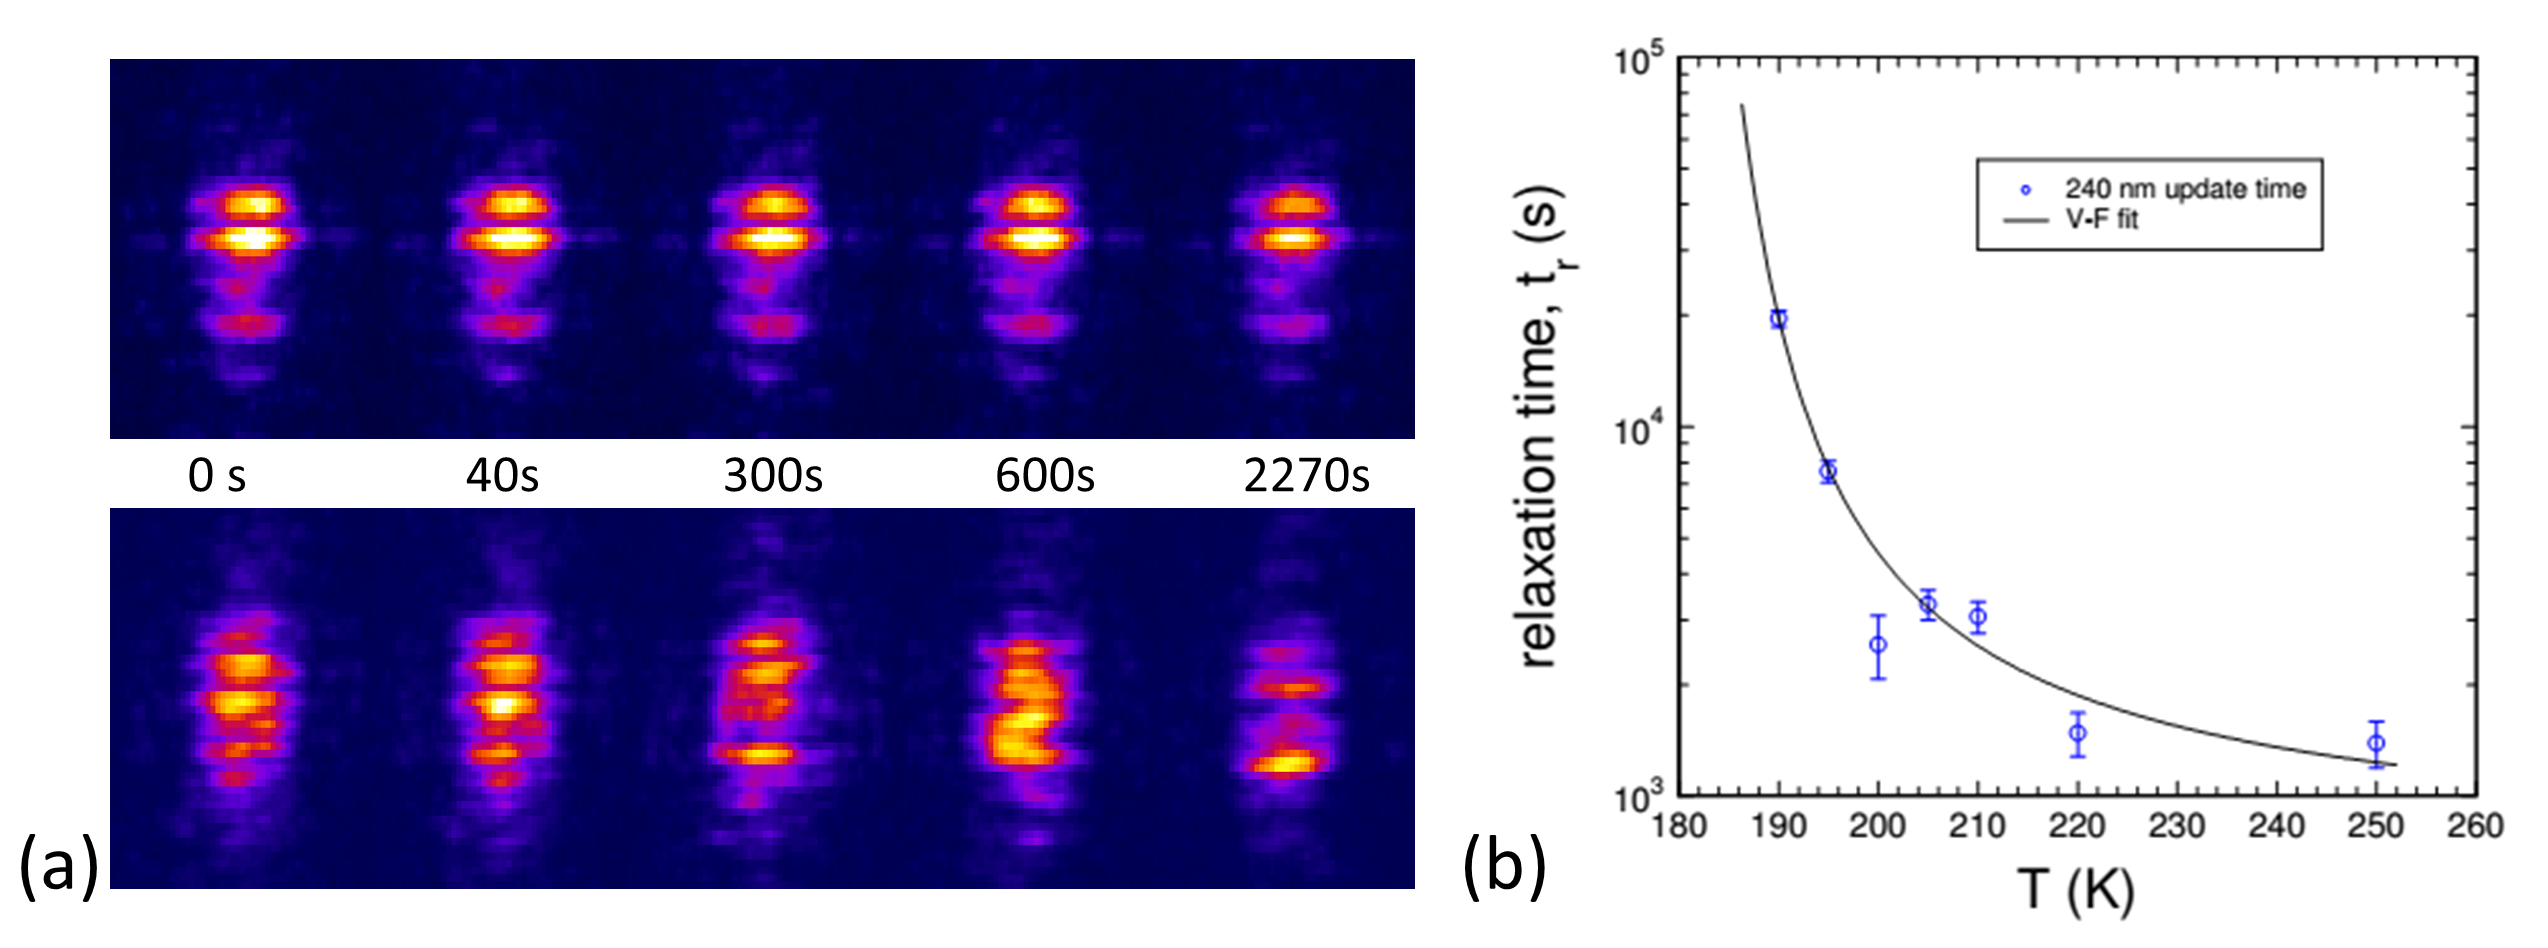 0 s 40s 300s 600s 2270s
(a)
10^5
10^4
10^3
relaxation time, t_r (s)
240 nm update time
V-F fit
180 190 200 210 220 230 240 250 260
T (K)
(b)